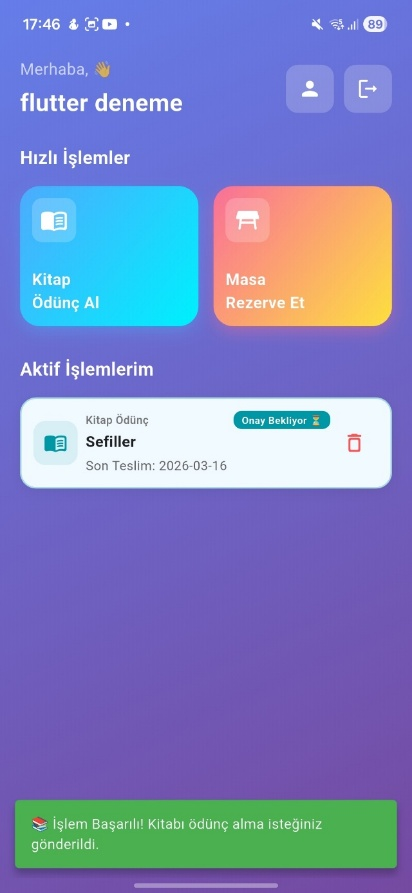 17:46
89
Merhaba, 👋
flutter deneme
Hızlı İşlemler
Kitap
Ödünç Al
Masa
Rezerve Et
Aktif İşlemlerim
Kitap Ödünç
Onay Bekliyor ⏳
Sefiller
Son Teslim: 2026-03-16
📚 İşlem Başarılı! Kitabı ödünç alma isteğiniz
gönderildi.